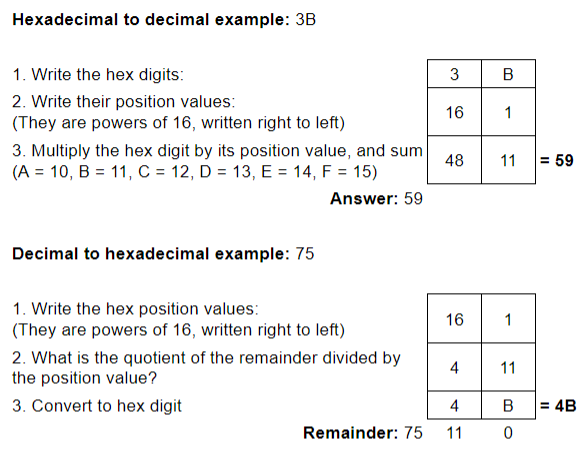 Hexadecimal to decimal example: 3B
1. Write the hex digits: 3 B
2. Write their position values:
(They are powers of 16, written right to left) 16 1
3. Multiply the hex digit by its position value, and sum
(A = 10, B = 11, C = 12, D = 13, E = 14, F = 15) 48 11 = 59
Answer: 59
Decimal to hexadecimal example: 75
1. Write the hex position values:
(They are powers of 16, written right to left) 16 1
2. What is the quotient of the remainder divided by
the position value? 4 11
3. Convert to hex digit 4 B = 4B
Remainder: 75 11 0